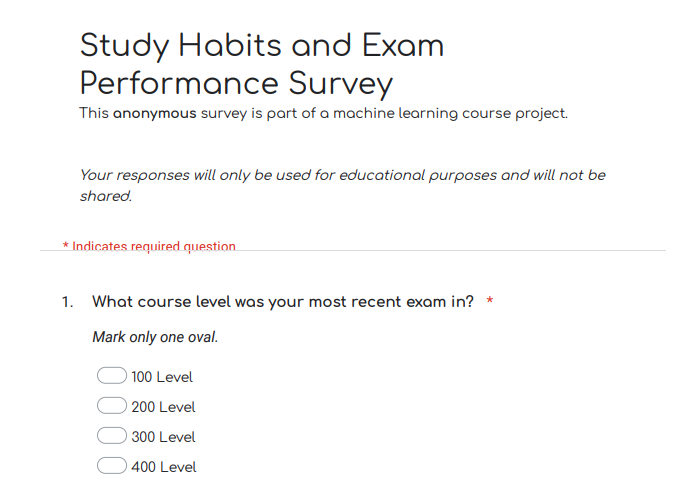 Study Habits and Exam
Performance Survey
This anonymous survey is part of a machine learning course project.
Your responses will only be used for educational purposes and will not be
shared.
* Indicates required question
1. What course level was your most recent exam in? *
Mark only one oval.
100 Level
200 Level
300 Level
400 Level